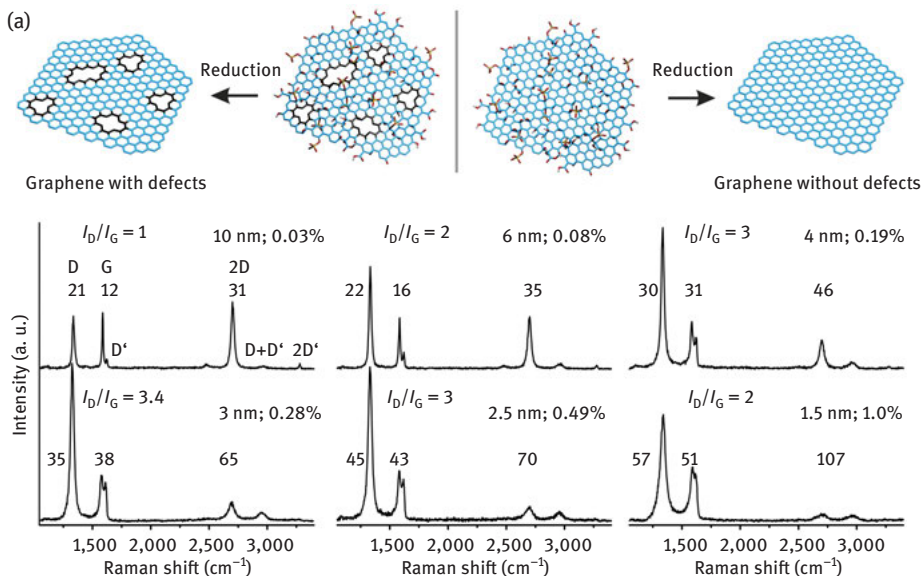 (a)
Reduction
Reduction
Graphene with defects
Graphene without defects
Intensity (a. u.)
I_D/I_G = 1
10 nm; 0.03%
D
G
2D
21
12
31
D‘
D+D‘
2D‘
I_D/I_G = 2
6 nm; 0.08%
22
16
35
I_D/I_G = 3
4 nm; 0.19%
30
31
46
I_D/I_G = 3.4
3 nm; 0.28%
35
38
65
I_D/I_G = 3
2.5 nm; 0.49%
45
43
70
I_D/I_G = 2
1.5 nm; 1.0%
57
51
107
1,500 2,000 2,500 3,000
1,500 2,000 2,500 3,000
1,500 2,000 2,500 3,000
Raman shift (cm⁻¹)
Raman shift (cm⁻¹)
Raman shift (cm⁻¹)